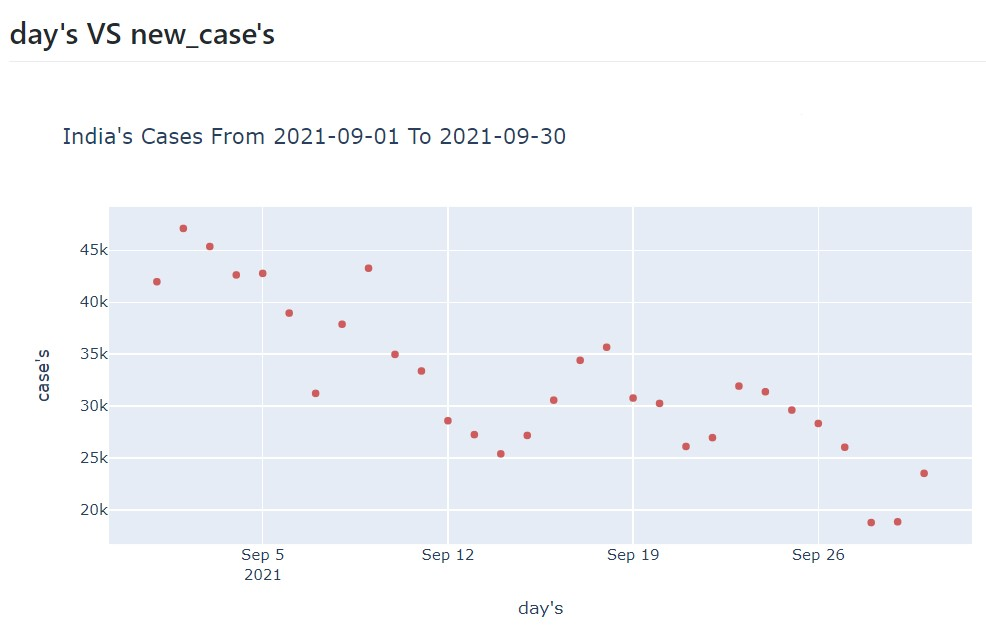 day's VS new_case's
India's Cases From 2021-09-01 To 2021-09-30
45k
40k
35k
30k
25k
20k
case's
Sep 5 Sep 12 Sep 19 Sep 26
2021
day's